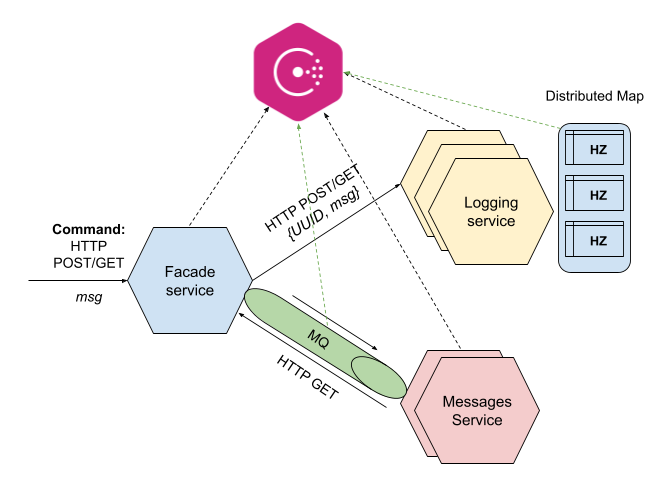 Distributed Map
HZ
HZ
HZ
HTTP POST/GET
{UUID, msg}
Logging
service
Command:
HTTP
POST/GET
msg
Facade
service
MQ
HTTP GET
Messages
Service